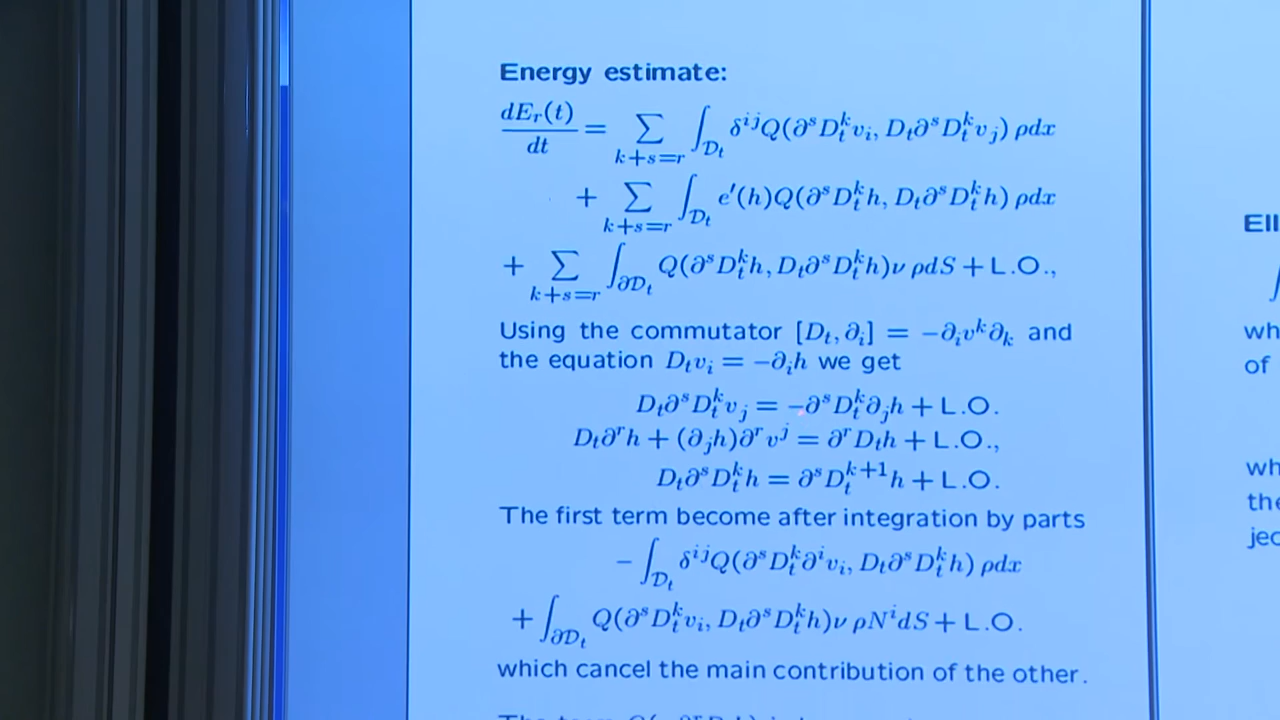 Energy estimate:
dE_r(t)/dt = ∑_{k+s=r} ∫_{𝒟_t} δ^{ij}Q(∂^s D_t^k v_i, D_t∂^s D_t^k v_j) ρdx
+ ∑_{k+s=r} ∫_{𝒟_t} e′(h)Q(∂^s D_t^k h, D_t∂^s D_t^k h) ρdx
+ ∑_{k+s=r} ∫_{∂𝒟_t} Q(∂^s D_t^k h, D_t∂^s D_t^k h)ν ρdS + L.O.,
Using the commutator [D_t, ∂_i] = −∂_i v^k ∂_k and
the equation D_t v_i = −∂_i h we get
D_t∂^s D_t^k v_j = −∂^s D_t^k ∂_j h + L.O.
D_t∂^r h + (∂_j h)∂^r v^j = ∂^r D_t h + L.O.,
D_t∂^s D_t^k h = ∂^s D_t^{k+1} h + L.O.
The first term become after integration by parts
− ∫_{𝒟_t} δ^{ij}Q(∂^s D_t^k ∂^i v_i, D_t∂^s D_t^k h) ρdx
+ ∫_{∂𝒟_t} Q(∂^s D_t^k v_i, D_t∂^s D_t^k h)ν ρN^i dS + L.O.
which cancel the main contribution of the other.
Ell
∫
wh
of
wh
the
jec